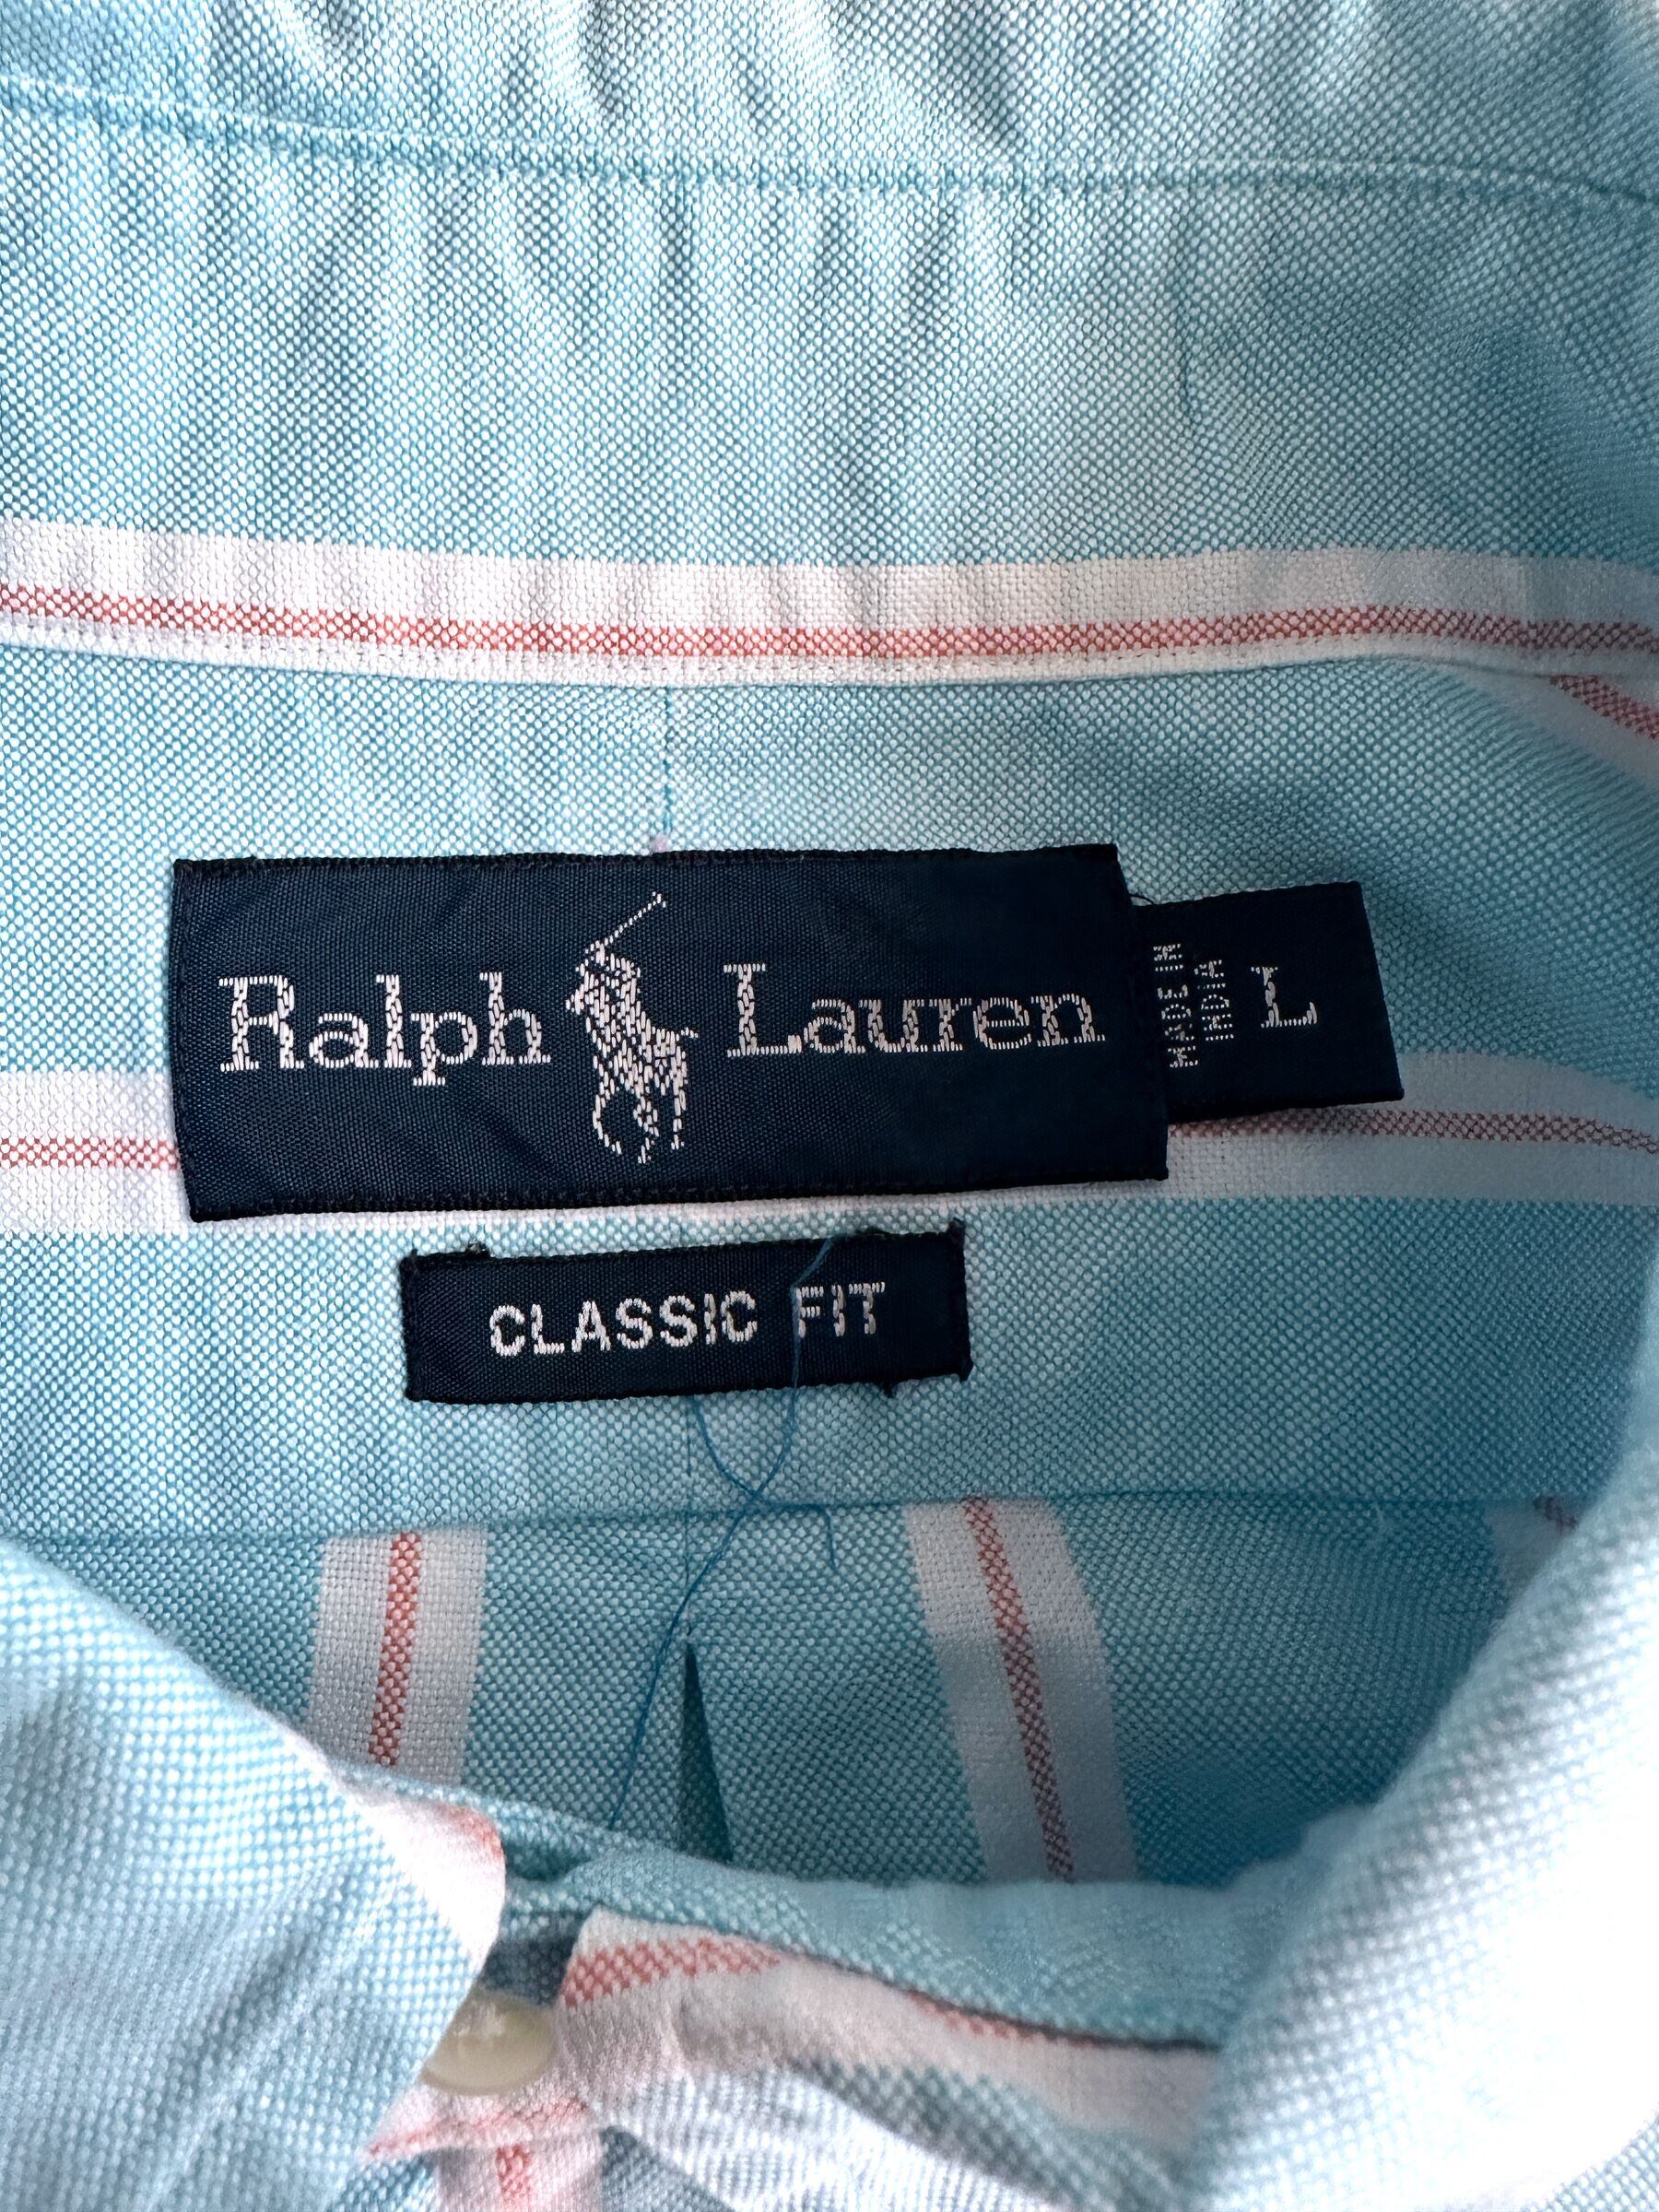 Ralph Lauren
MADE IN
INDIA
L
CLASSIC FIT